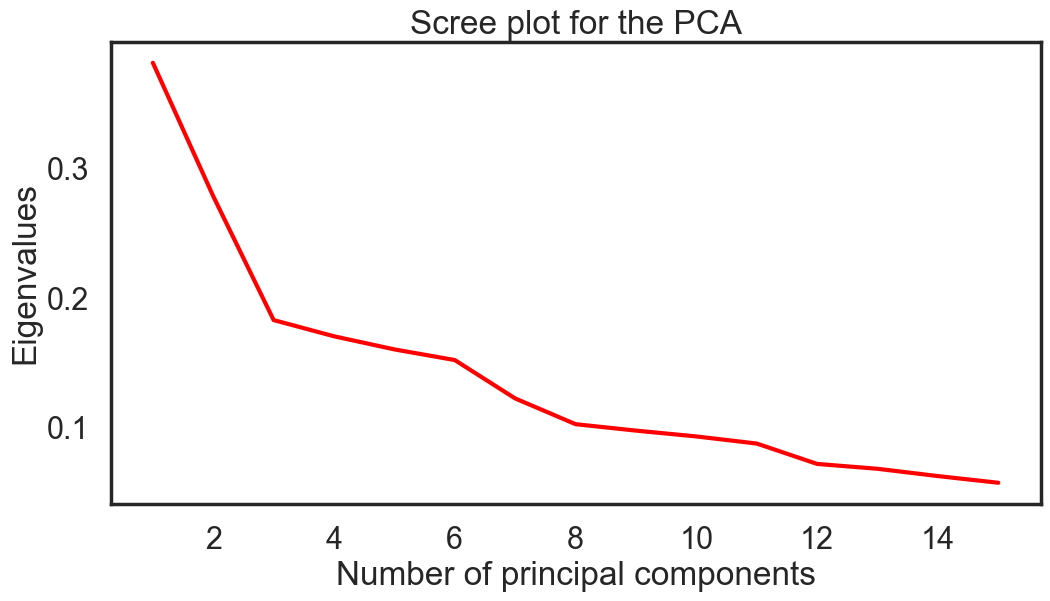 Scree plot for the PCA
Eigenvalues
0.3
0.2
0.1
2 4 6 8 10 12 14
Number of principal components